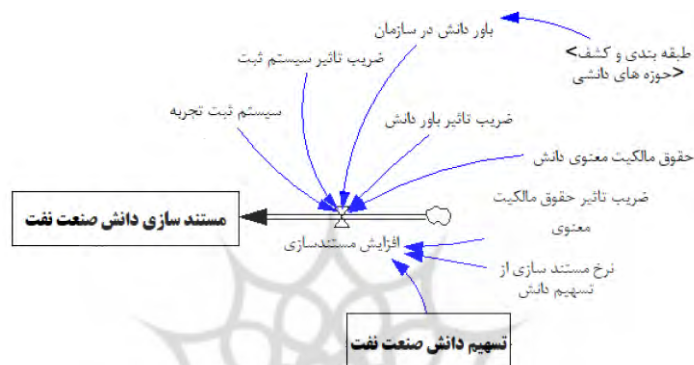 باور دانش در سازمان
<طبقه بندی و کشف
حوزه های دانشی>
ضریب تاثیر سیستم ثبت
سیستم ثبت تجربه
ضریب تاثیر باور دانش
حقوق مالکیت معنوی دانش
ضریب تاثیر حقوق مالکیت
معنوی
مستند سازی دانش صنعت نفت
افزایش مستندسازی
نرخ مستند سازی از
تسهیم دانش
تسهیم دانش صنعت نفت